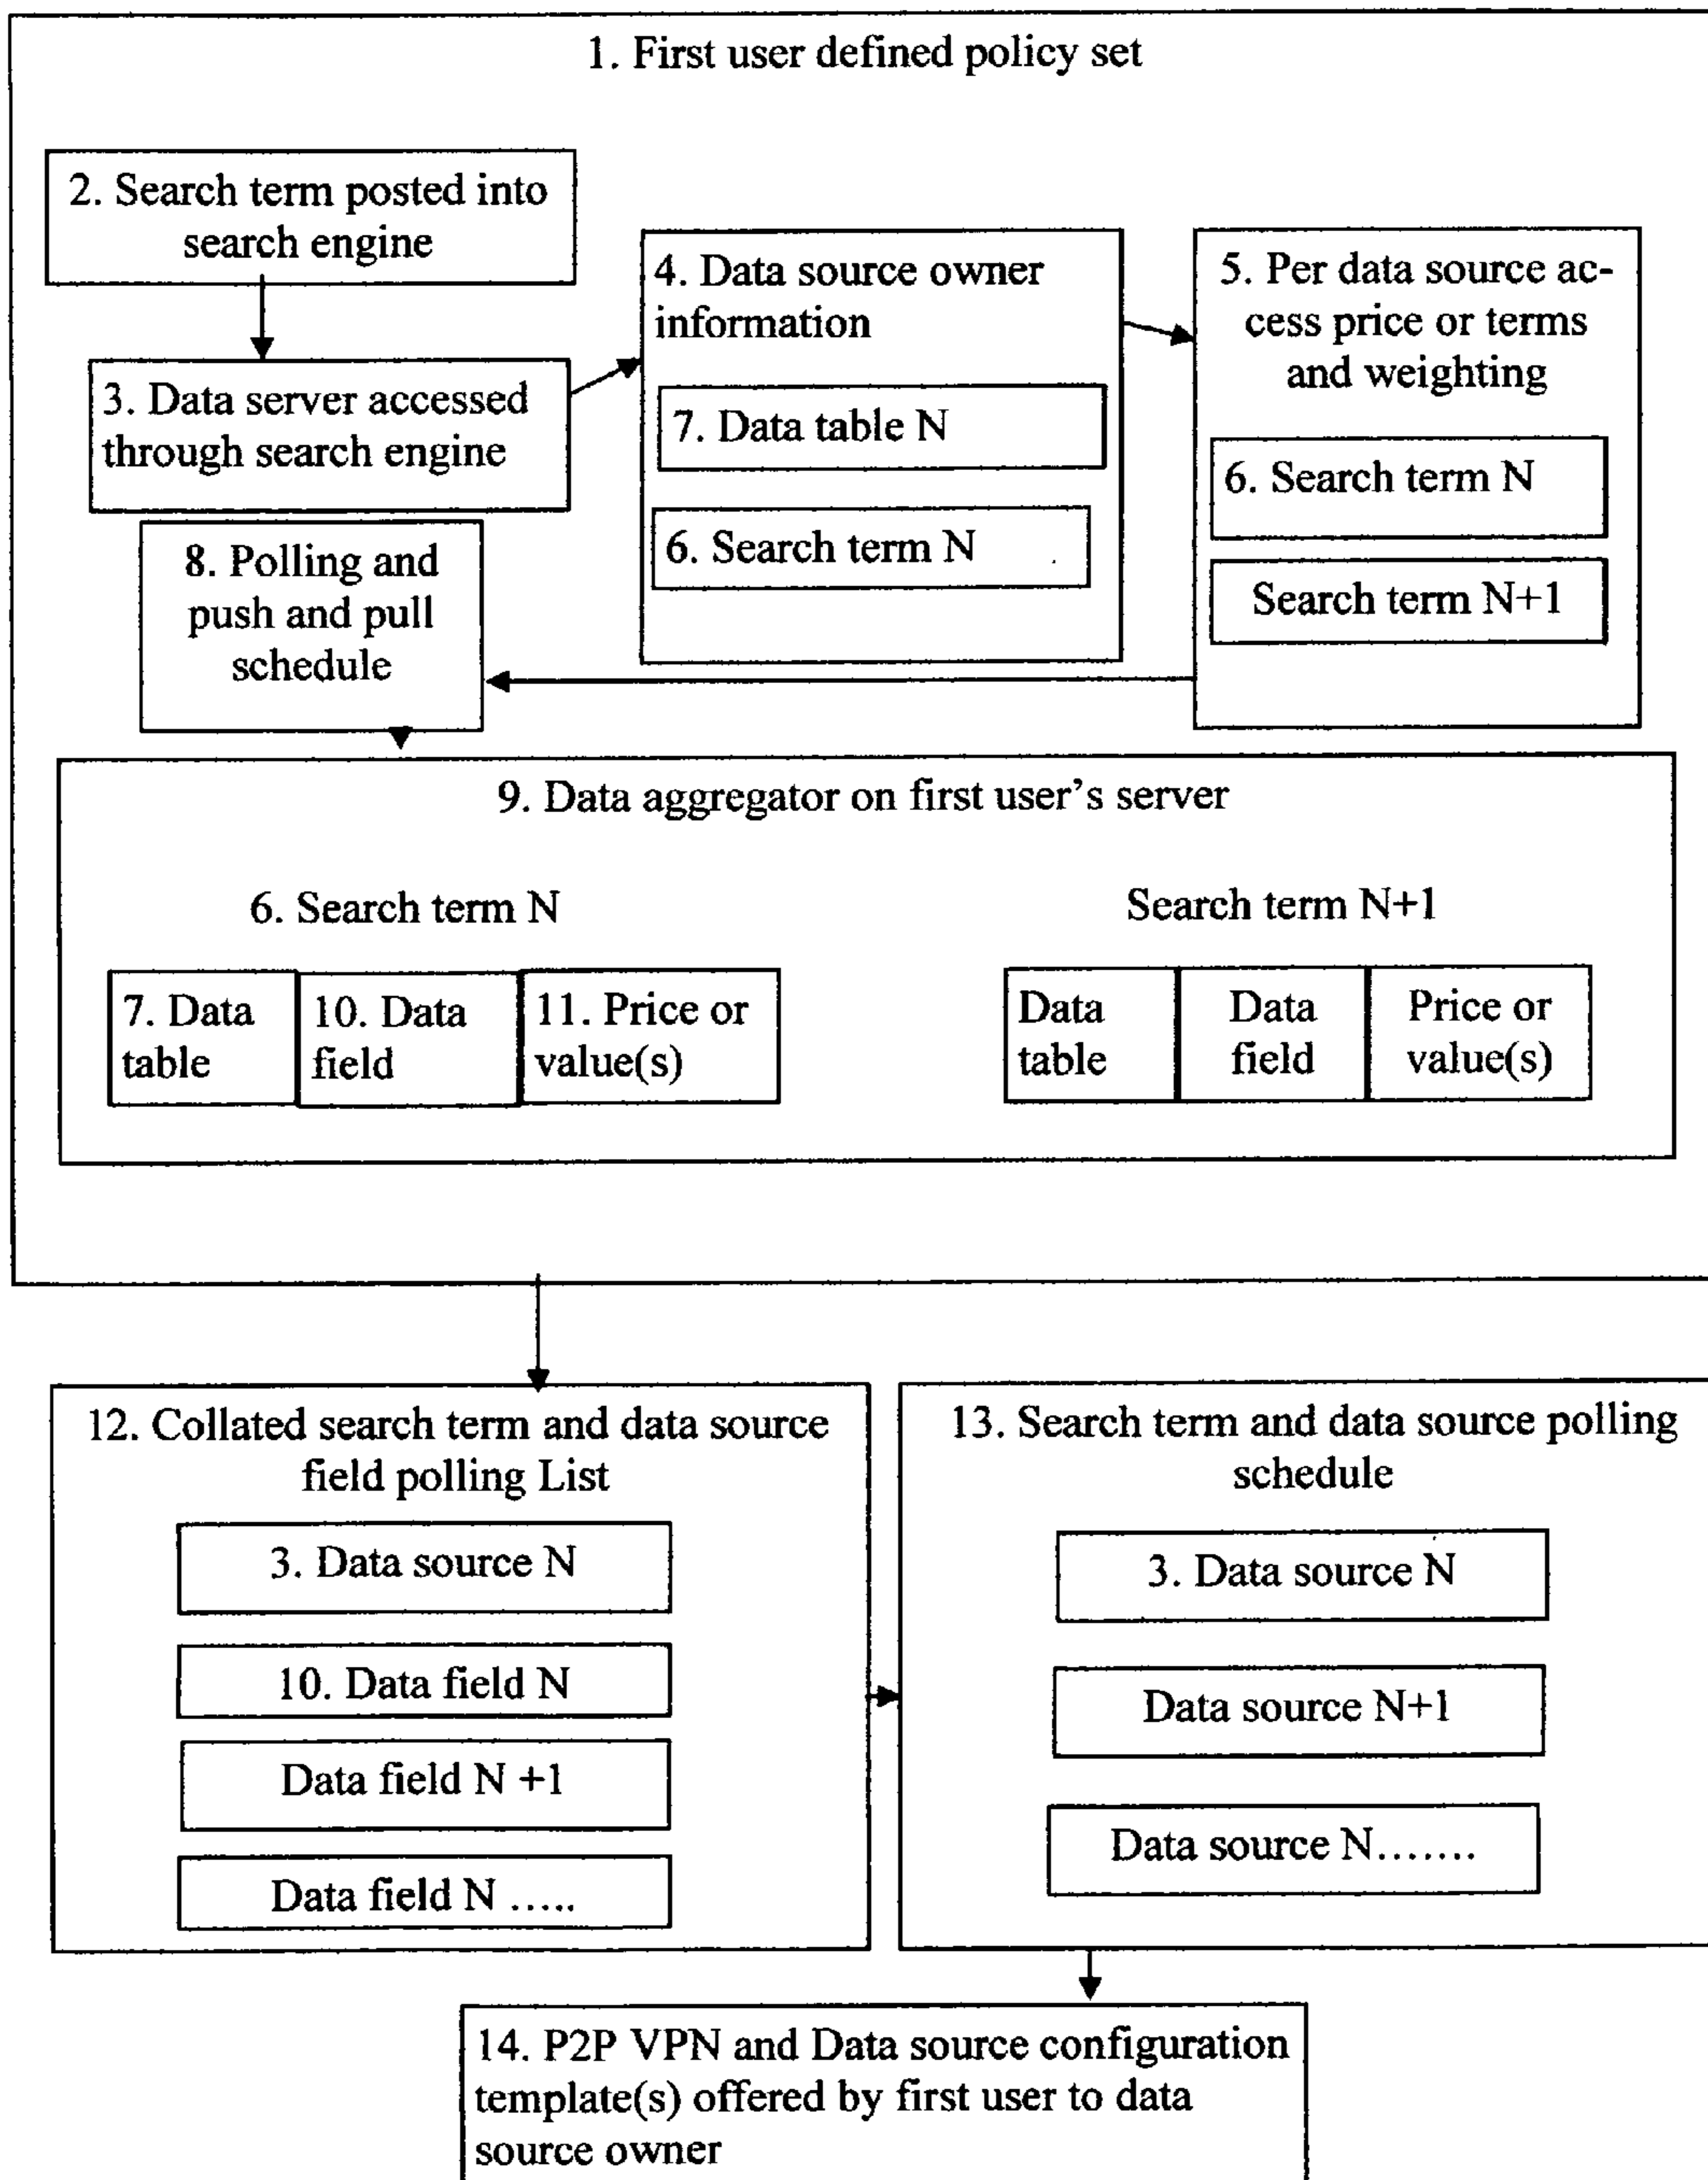 1. First user defined policy set
2. Search term posted into
search engine
3. Data server accessed
through search engine
4. Data source owner
information
7. Data table N
6. Search term N
5. Per data source ac-
cess price or terms
and weighting
6. Search term N
Search term N+1
8. Polling and
push and pull
schedule
9. Data aggregator on first user's server
6. Search term N
7. Data
table
10. Data
field
11. Price or
value(s)
Search term N+1
Data
table
Data
field
Price or
value(s)
12. Collated search term and data source
field polling List
3. Data source N
10. Data field N
Data field N +1
Data field N .....
13. Search term and data source polling
schedule
3. Data source N
Data source N+1
Data source N.......
14. P2P VPN and Data source configuration
template(s) offered by first user to data
source owner